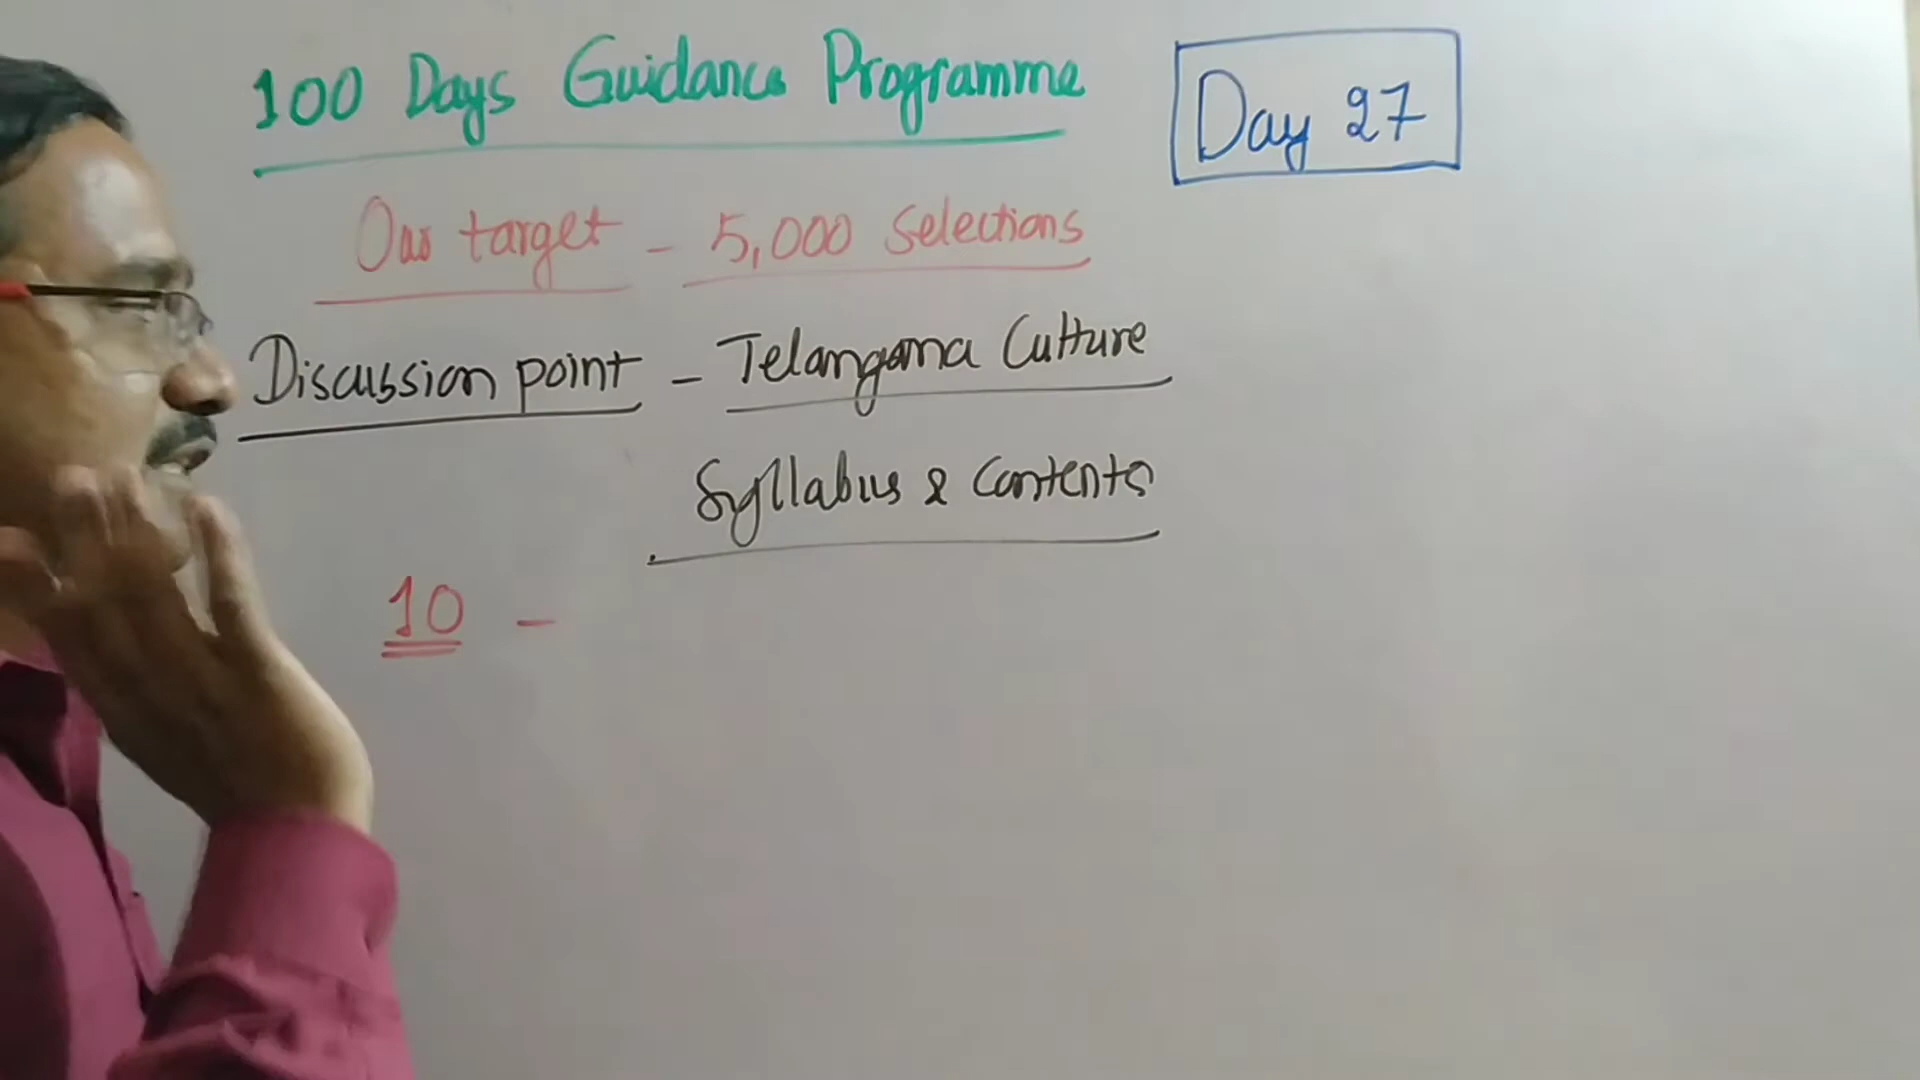 100 Days Guidance Programme
Day 27
Our target - 5,000 Selections
Discussion point - Telangana Culture
Syllabus & Contents
10 -